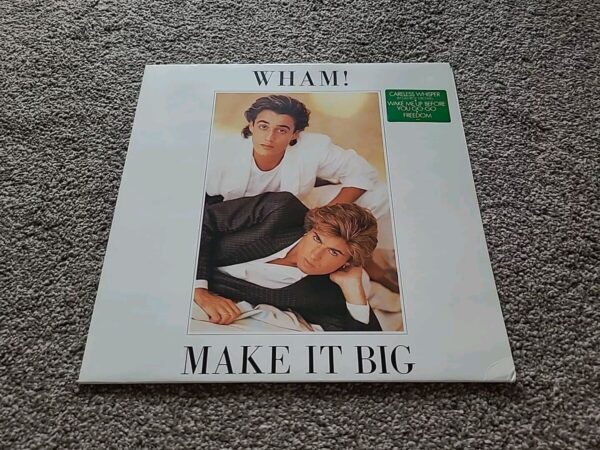 WHAM!
CARELESS WHISPER
WAKE ME UP BEFORE
YOU GO-GO
FREEDOM
MAKE IT BIG